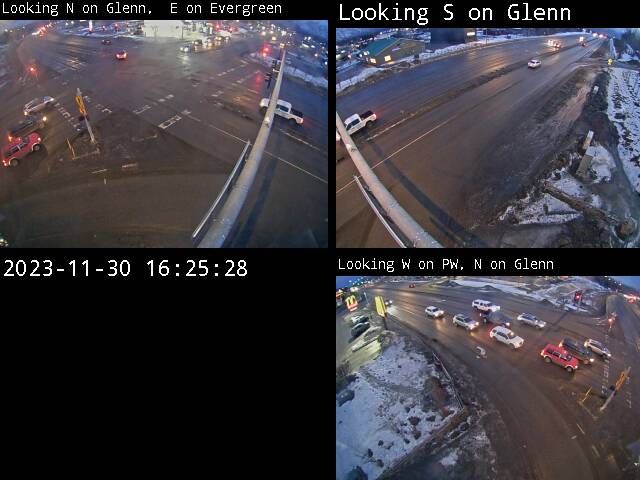 Looking N on Glenn, E on Evergreen
Looking S on Glenn
2023-11-30 16:25:28
Looking W on PW, N on Glenn